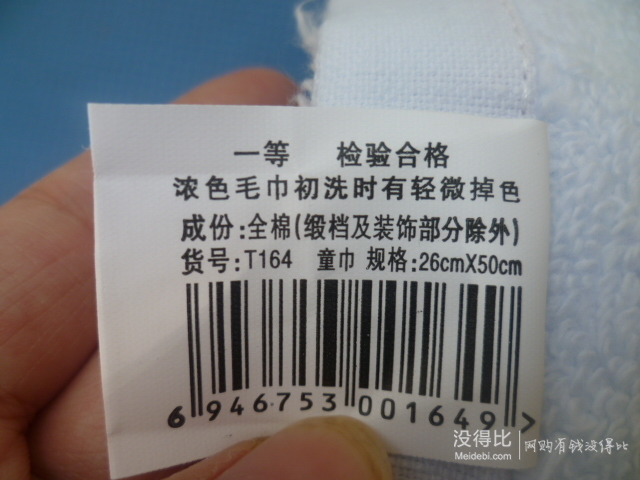 一等 检验合格
浓色毛巾初洗时有轻微掉色
成份:全棉(缎档及装饰部分除外)
货号:T164 童巾 规格:26cmX50cm
6 946753 001649 >
没得比
Meidebi.com
网购有钱没得比